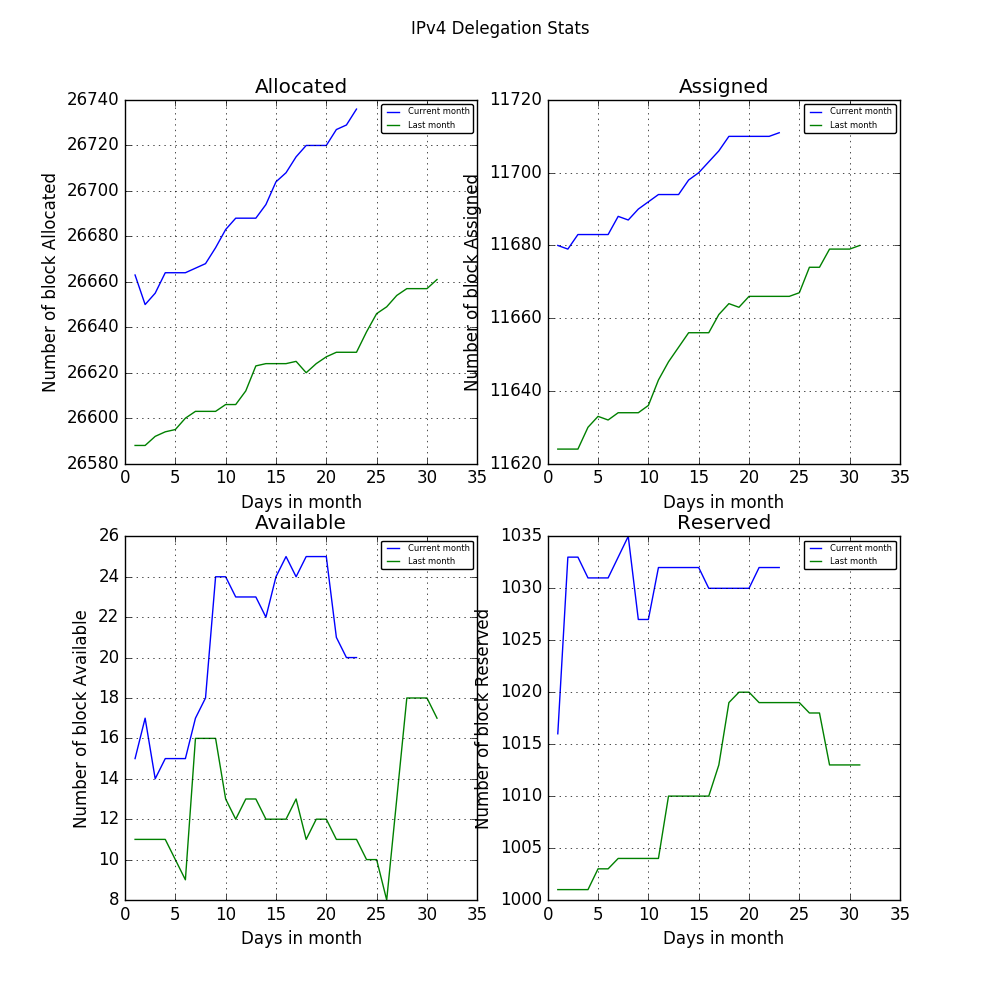 IPv4 Delegation Stats
Allocated
Number of block Allocated
26740
26720
26700
26680
26660
26640
26620
26600
26580
Current month
Last month
0 5 10 15 20 25 30 35
Days in month
Assigned
Number of block Assigned
11720
11700
11680
11660
11640
11620
Current month
Last month
0 5 10 15 20 25 30 35
Days in month
Available
Number of block Available
26
24
22
20
18
16
14
12
10
8
Current month
Last month
0 5 10 15 20 25 30 35
Days in month
Reserved
Number of block Reserved
1035
1030
1025
1020
1015
1010
1005
1000
Current month
Last month
0 5 10 15 20 25 30 35
Days in month